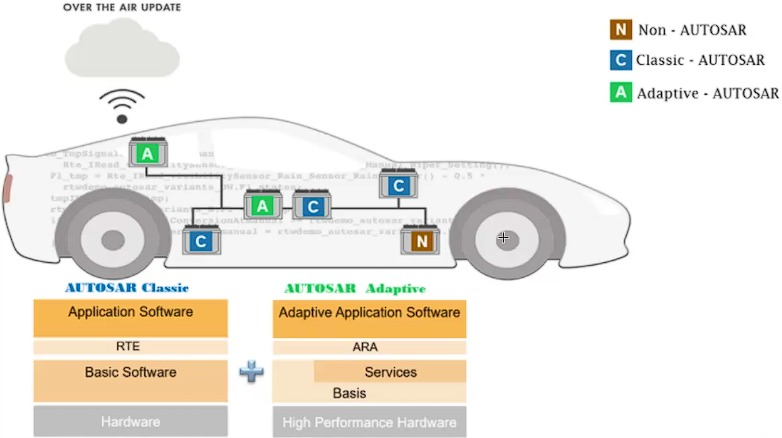 OVER THE AIR UPDATE
N Non - AUTOSAR
C Classic - AUTOSAR
A Adaptive - AUTOSAR
A
C
A C
C N
AUTOSAR Classic
Application Software
RTE
Basic Software
Hardware
AUTOSAR Adaptive
Adaptive Application Software
ARA
Services
Basis
High Performance Hardware